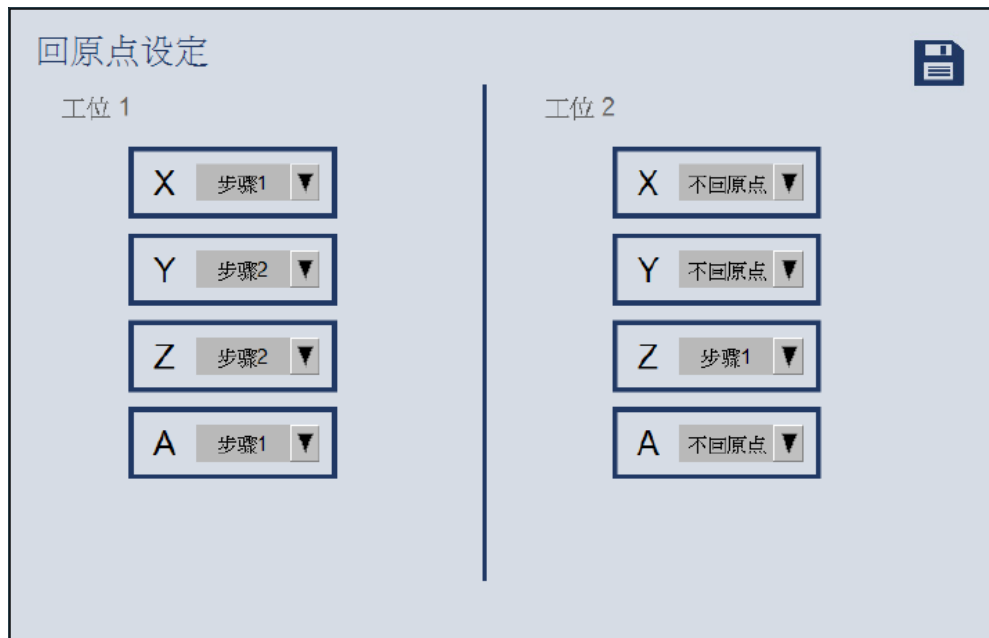 回原点设定
工位 1
X 步骤1
Y 步骤2
Z 步骤2
A 步骤1
工位 2
X 不回原点
Y 不回原点
Z 步骤1
A 不回原点